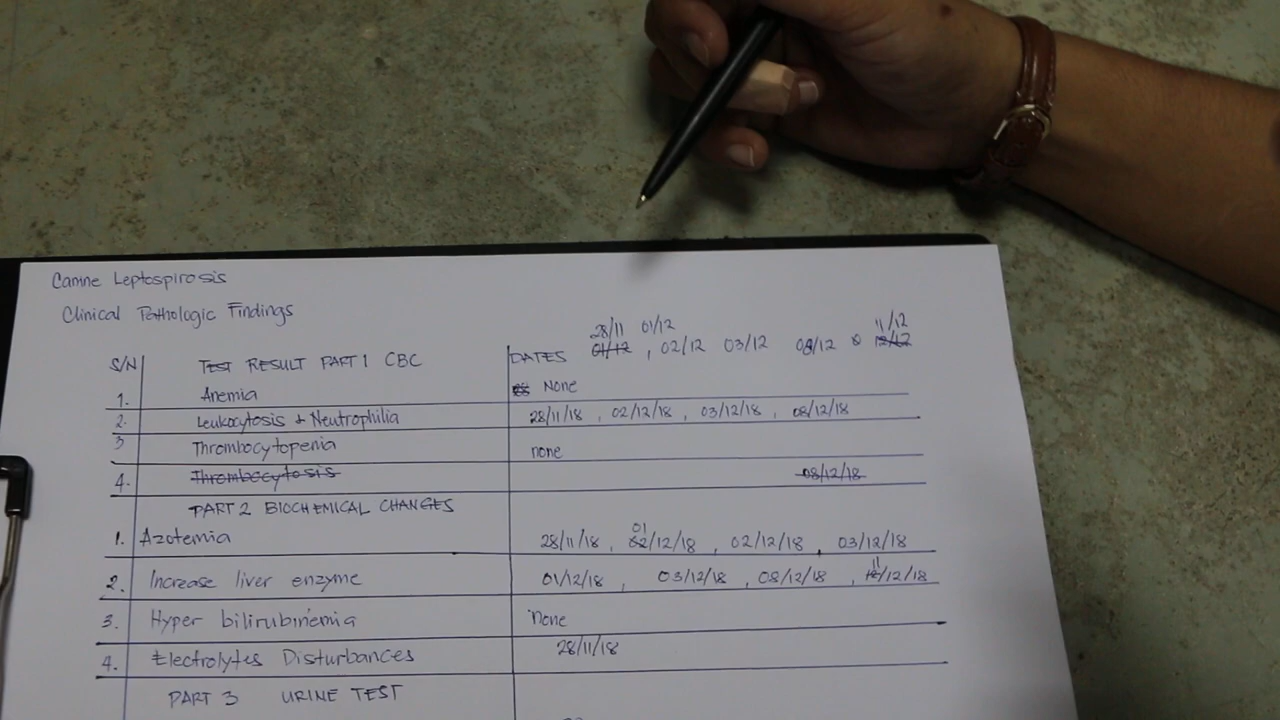 Canine Leptospirosis
Clinical Pathologic Findings
28/11 01/12 11/12
S/N TEST RESULT PART 1 CBC DATES 01/12 , 02/12 03/12 08/12 & 12/12
1. Anemia None
2. Leukocytosis & Neutrophilia 28/11/18 , 02/12/18 , 03/12/18 , 08/12/18
3 Thrombocytopenia none
4. Thrombocytosis 08/12/18
PART 2 BIOCHEMICAL CHANGES
1. Azotemia 28/11/18 , 01/12/18 , 02/12/18 , 03/12/18
2. Increase liver enzyme 01/12/18 , 03/12/18 , 08/12/18 , 11/12/18
3. Hyper bilirubinemia none
4. Electrolytes Disturbances 28/11/18
PART 3 URINE TEST